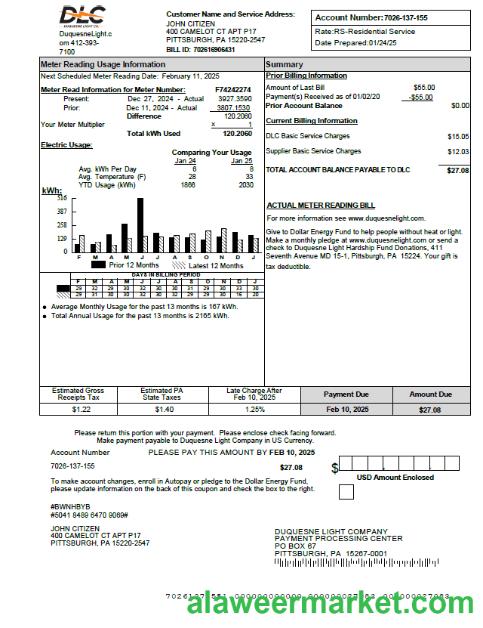 DLC
DuquesneLight.c
om 412-393-
7100
Customer Name and Service Address:
JOHN CITIZEN
400 CAMELOT CT APT P17
PITTSBURGH, PA 15220-2547
BILL ID: 702616906431
Account Number:7026-137-155
Rate:RS-Residential Service
Date Prepared:01/24/25
Meter Reading Usage Information
Next Scheduled Meter Reading Date: February 11, 2025
Meter Read Information for Meter Number: F74242274
Present: Dec 27, 2024 - Actual 3927.3590
Prior: Dec 11, 2024 - Actual 3807.1530
Difference 120.2060
Your Meter Multiplier x 1
Total kWh Used 120.2060
Electric Usage:
Comparing Your Usage
Jan 24 Jan 25
Avg. kWh Per Day 6 8
Avg. Temperature (F) 28 33
YTD Usage (kWh) 1866 2030
kWh:
516
387
258
129
0
F M A M J J A S O N D J
Prior 12 Months Latest 12 Months
DAYS IN BILLING PERIOD
F M A M J J A S O N D J
29 32 29 30 32 30 29 31 29 30 33 30
29 31 30 30 32 30 30 29 30 16 20
Average Monthly Usage for the past 13 months is 167 kWh
Total Annual Usage for the past 13 months is 2165 kWh.
Summary
Prior Billing Information
Amount of Last Bill $55.00
Payment(s) Received as of 01/02/20 -$55.00
Prior Account Balance $0.00
Current Billing Information
DLC Basic Service Charges $15.05
Supplier Basic Service Charges $12.03
TOTAL ACCOUNT BALANCE PAYABLE TO DLC $27.08
ACTUAL METER READING BILL
For more information see www.duquesnelight.com.
Give to Dollar Energy Fund to help people without heat or light.
Make a monthly pledge at www.duquesnelight.com or send a
check to Duquesne Light Hardship Fund Donations, 411
Seventh Avenue MD 15-1, Pittsburgh, PA 15224. Your gift is
tax deductible.
Estimated Gross Receipts Tax Estimated PA State Taxes Late Charge After Feb 10, 2025 Payment Due Amount Due
$1.22 $1.40 1.25% Feb 10, 2025 $27.08
Please return this portion with your payment. Please enclose check facing forward.
Make payment payable to Duquesne Light Company in US Currency.
Account Number PLEASE PAY THIS AMOUNT BY FEB 10, 2025
7026-137-155 $27.08 $
USD Amount Enclosed
To make account changes, enroll in Autopay or pledge to the Dollar Energy Fund,
please update information on the back of this coupon and check the box to the right.
#BWNHBYB
#5041 8489 6470 9069#
JOHN CITIZEN
400 CAMELOT CT APT P17
PITTSBURGH, PA 15220-2547
DUQUESNE LIGHT COMPANY
PAYMENT PROCESSING CENTER
PO BOX 67
PITTSBURGH, PA 15267-0001
alaweermarket.com